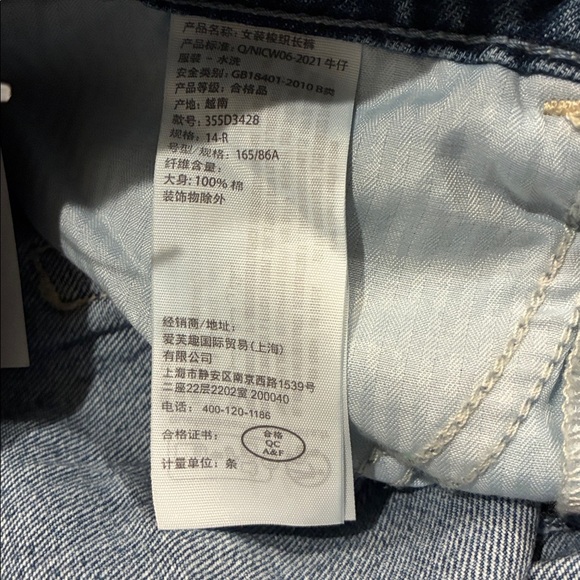 产品名称: 女装梭织长裤
产品标准: Q/NICW06-2021 牛仔
服装 - 水洗
安全类别: GB18401-2010 B类
产品等级: 合格品
产地: 越南
款号: 355D3428
规格: 14-R
号型/规格: 165/86A
纤维含量:
大身: 100% 棉
装饰物除外
经销商/地址:
爱芙趣国际贸易(上海)
有限公司
上海市静安区南京西路1539号
二座22层2202室 200040
电话: 400-120-1186
合格证书: 合格
QC
A&F
计量单位: 条